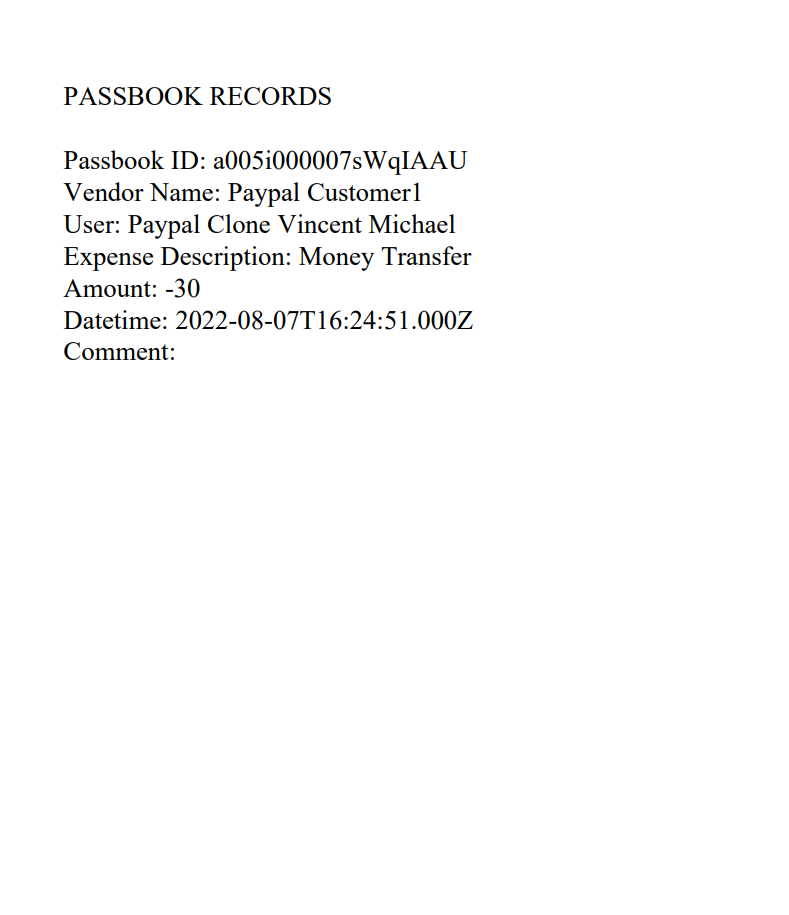 PASSBOOK RECORDS
Passbook ID: a005i000007sWqIAAU
Vendor Name: Paypal Customer1
User: Paypal Clone Vincent Michael
Expense Description: Money Transfer
Amount: -30
Datetime: 2022-08-07T16:24:51.000Z
Comment: